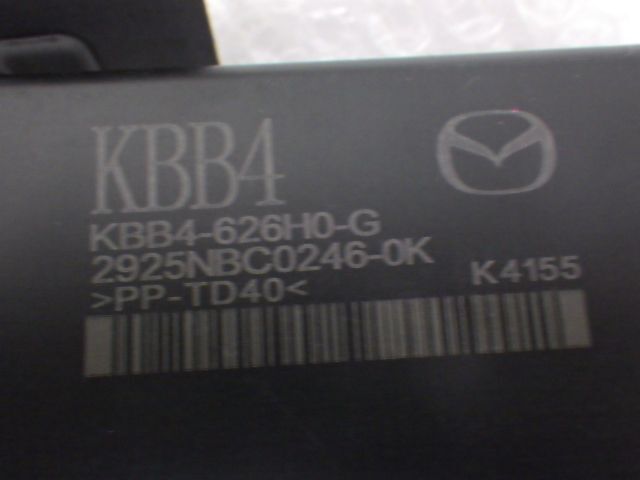 KBB4
KBB4-626H0-G
2925NBC0246-0K
>PP-TD40<
K4155